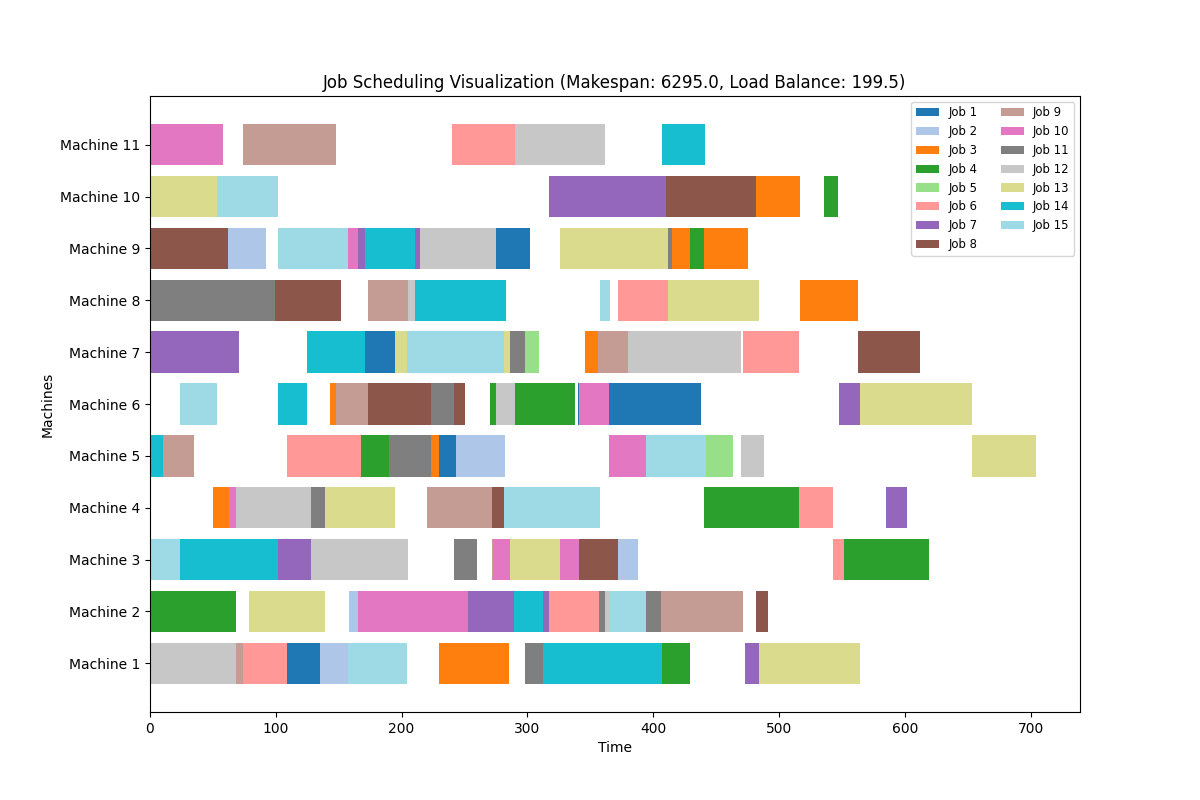 Job Scheduling Visualization (Makespan: 6295.0, Load Balance: 199.5)
Machines
Machine 11
Machine 10
Machine 9
Machine 8
Machine 7
Machine 6
Machine 5
Machine 4
Machine 3
Machine 2
Machine 1
0 100 200 300 400 500 600 700
Time
Job 1
Job 2
Job 3
Job 4
Job 5
Job 6
Job 7
Job 8
Job 9
Job 10
Job 11
Job 12
Job 13
Job 14
Job 15